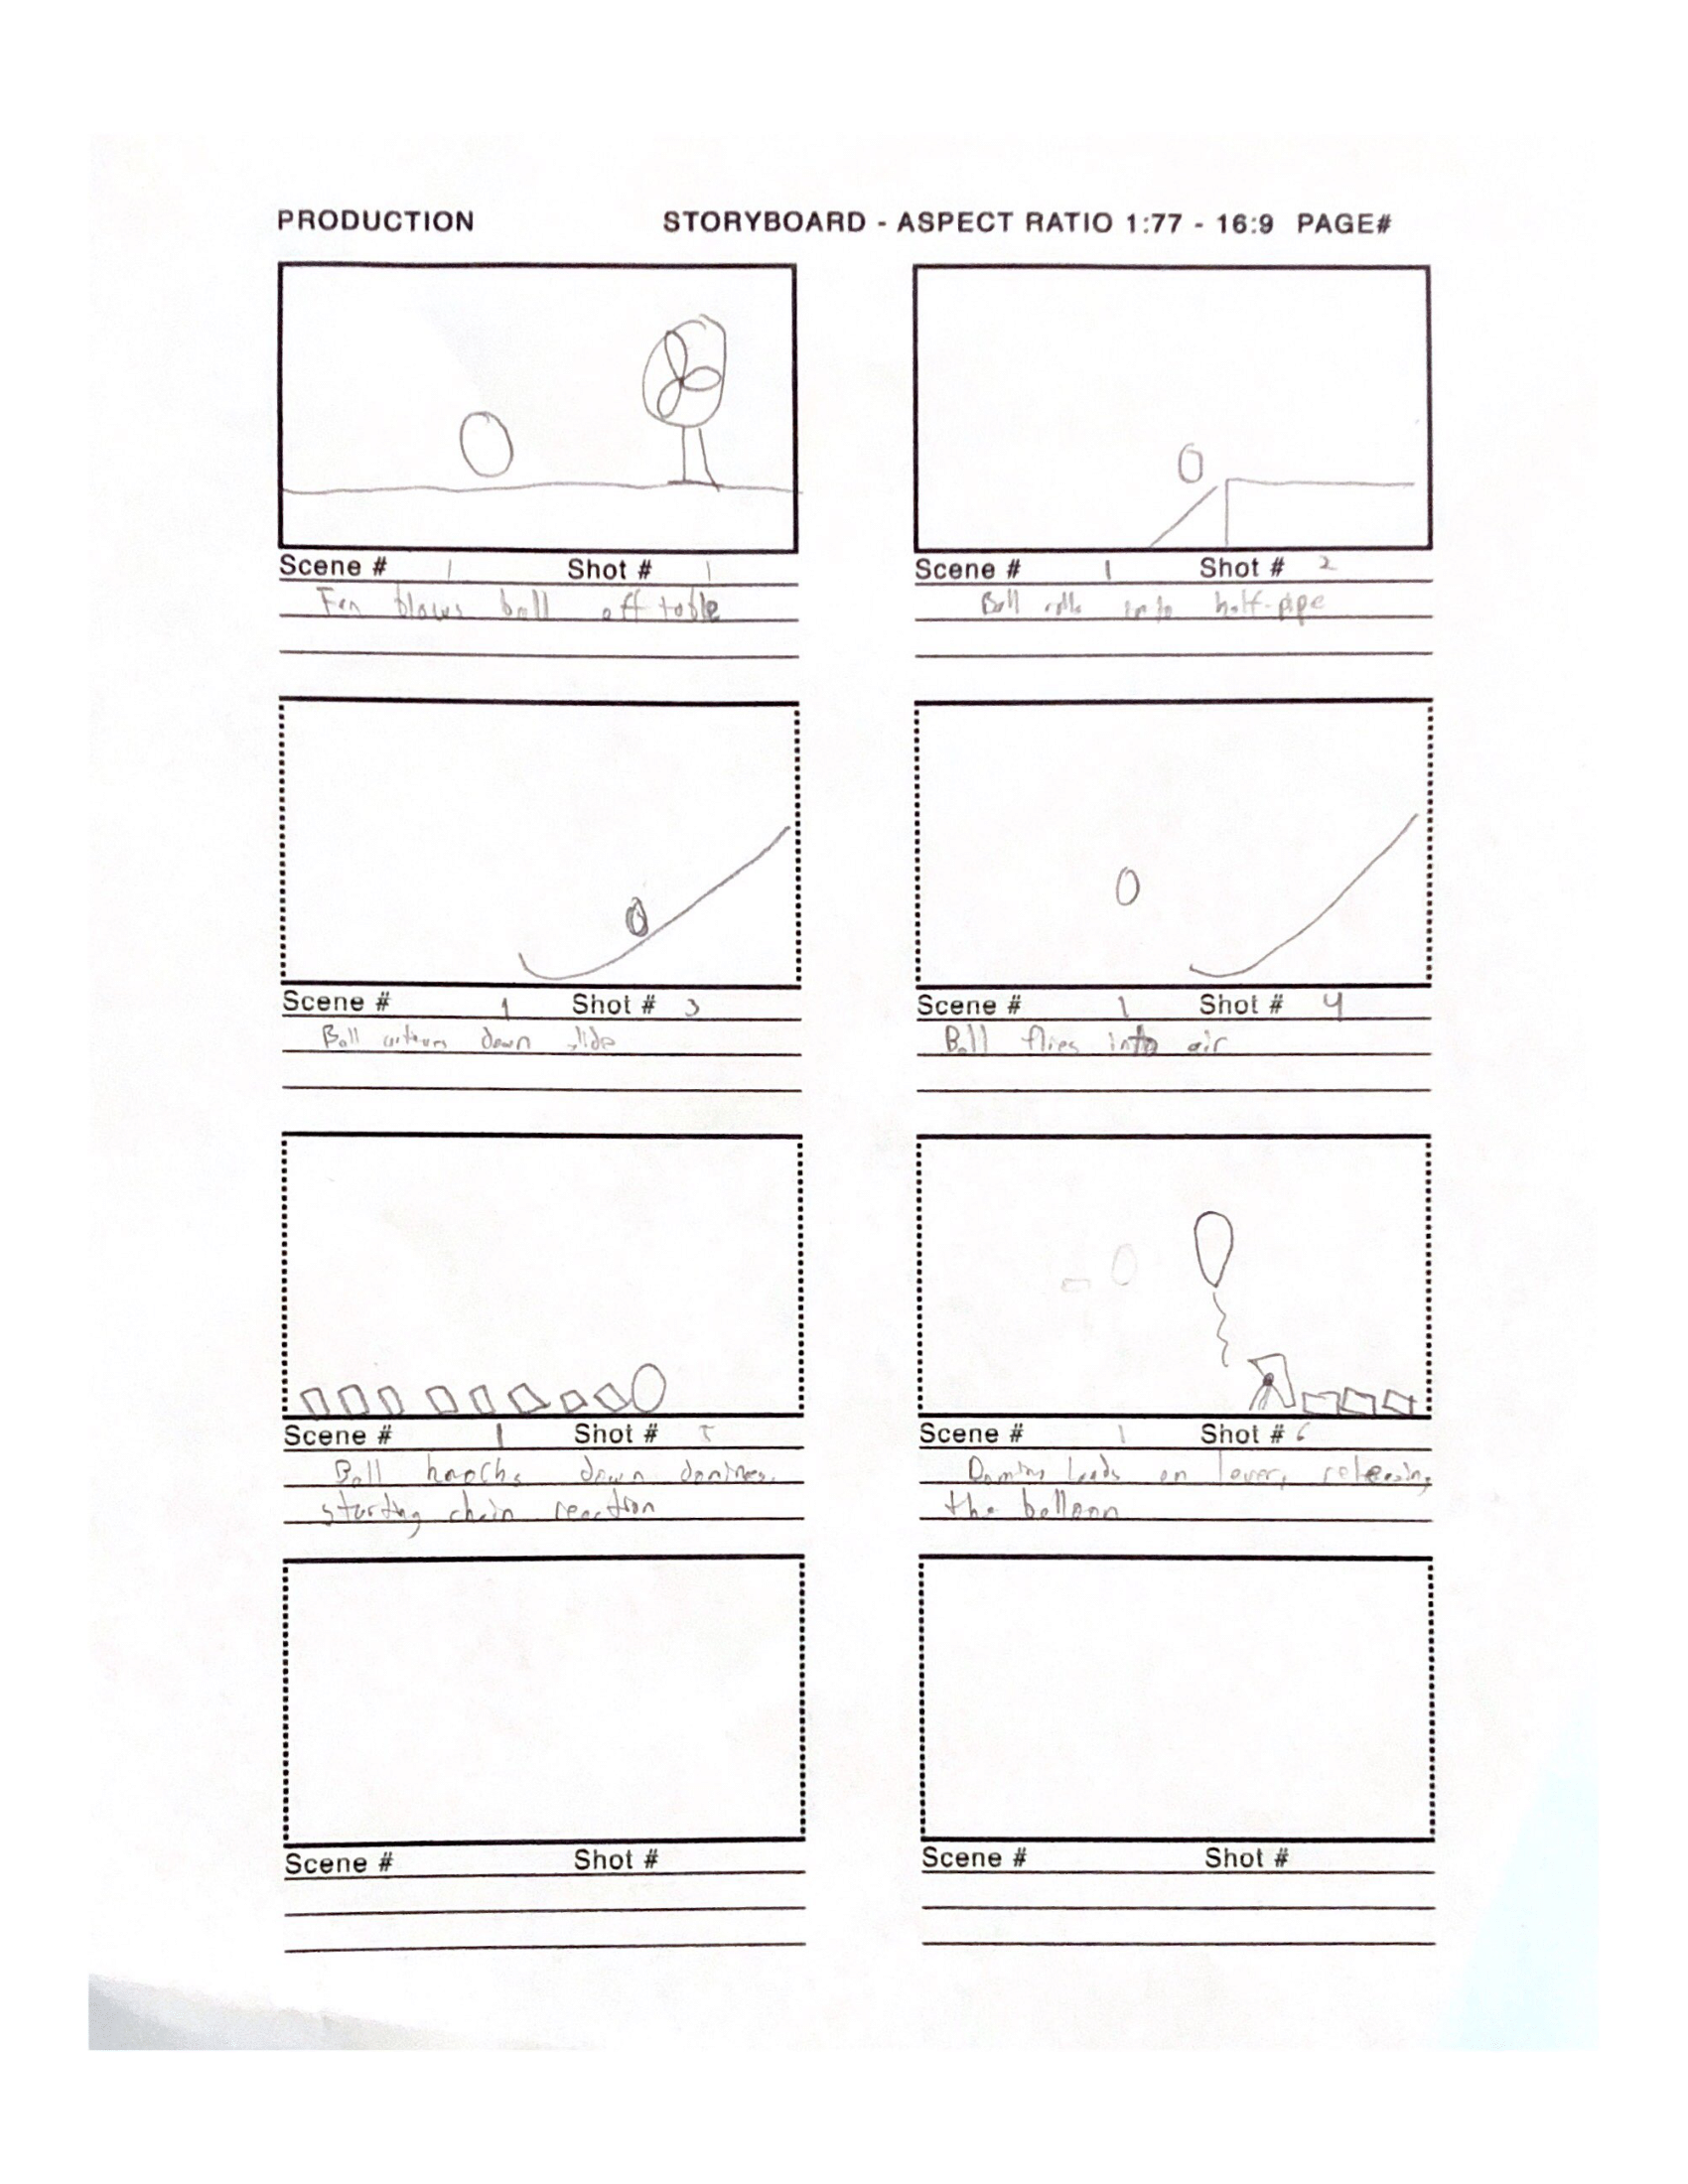 PRODUCTION STORYBOARD - ASPECT RATIO 1:77 - 16:9 PAGE#
Scene # 1 Shot # 1
Fan blows ball off table
Scene # 1 Shot # 2
Ball rolls into half-pipe
Scene # 1 Shot # 3
Ball down slide
Scene # 1 Shot # 4
Ball flies into air
Scene # 1 Shot # 5
Ball knocks down dominoes,
starting chain reaction
Scene # 1 Shot # 6
Domino lands on lever, releasing
the balloon
Scene # Shot #
Scene # Shot #